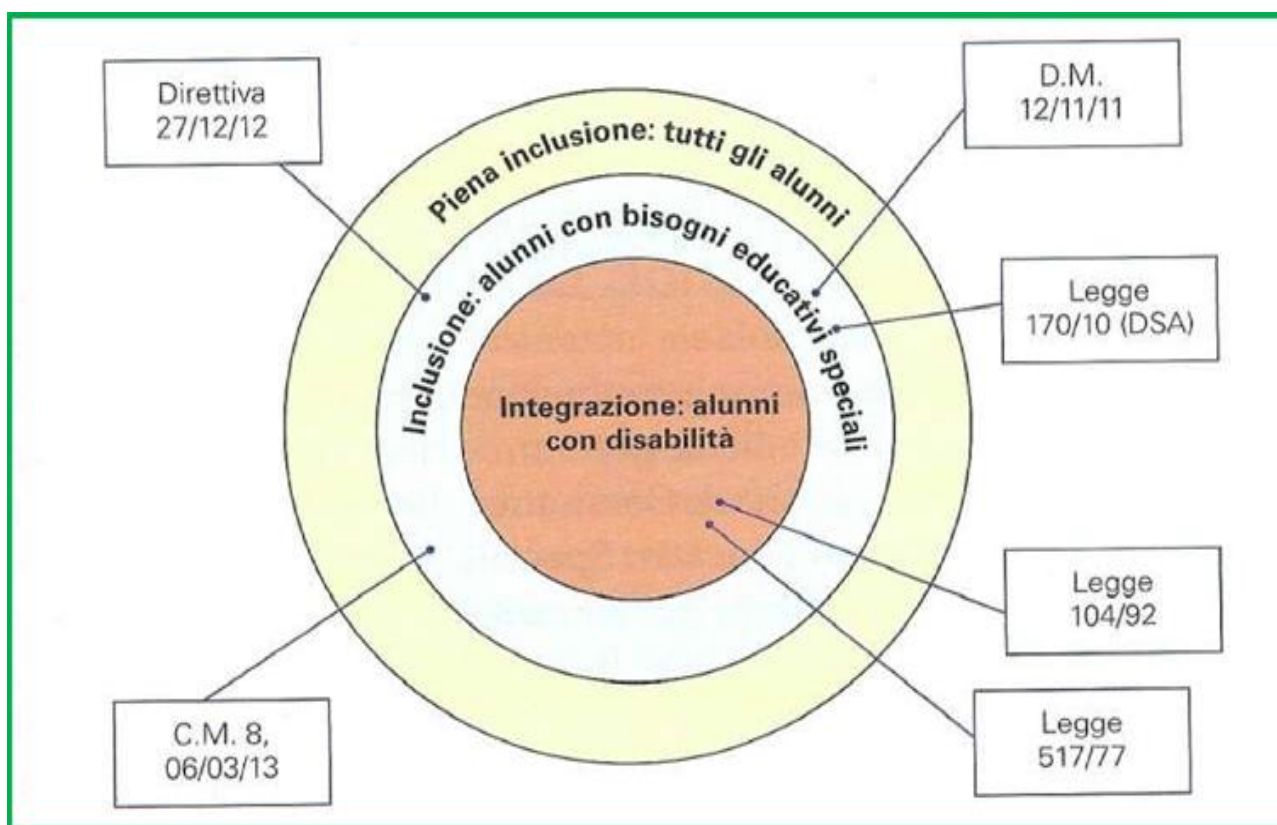 Direttiva
27/12/12
D.M.
12/11/11
Piena inclusione: tutti gli alunni
Inclusione: alunni con bisogni educativi speciali
Legge
170/10 (DSA)
Integrazione: alunni
con disabilità
Legge
104/92
C.M. 8,
06/03/13
Legge
517/77